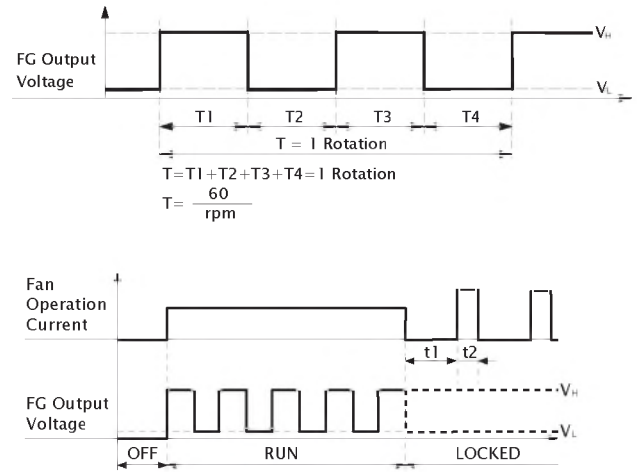 FG Output
Voltage
VH
VL
T1 T2 T3 T4
T = 1 Rotation
T=T1+T2+T3+T4=1 Rotation
T= 60
rpm
Fan
Operation
Current
t1 t2
FG Output
Voltage
VH
VL
OFF RUN LOCKED